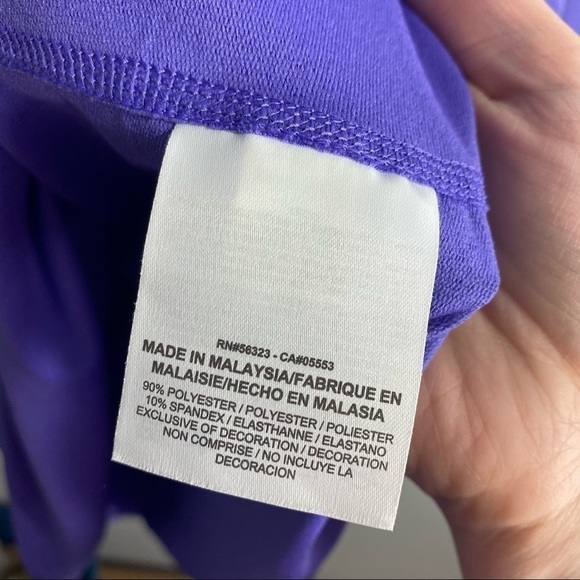 RN#56323 - CA#05553
MADE IN MALAYSIA/FABRIQUE EN
MALAISIE/HECHO EN MALASIA
90% POLYESTER / POLYESTER / POLIESTER
10% SPANDEX / ELASTHANNE / ELASTANO
EXCLUSIVE OF DECORATION / DECORATION
NON COMPRISE / NO INCLUYE LA
DECORACION